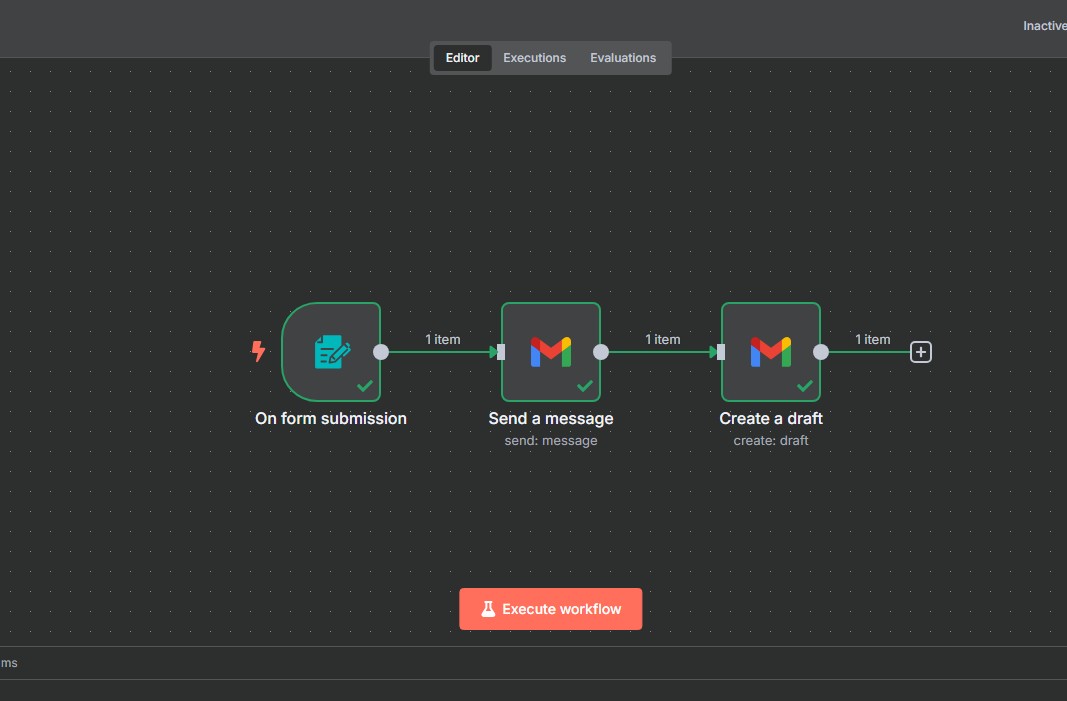 Inactive
Editor Executions Evaluations
1 item 1 item 1 item
On form submission Send a message Create a draft
send: message create: draft
Execute workflow
ms